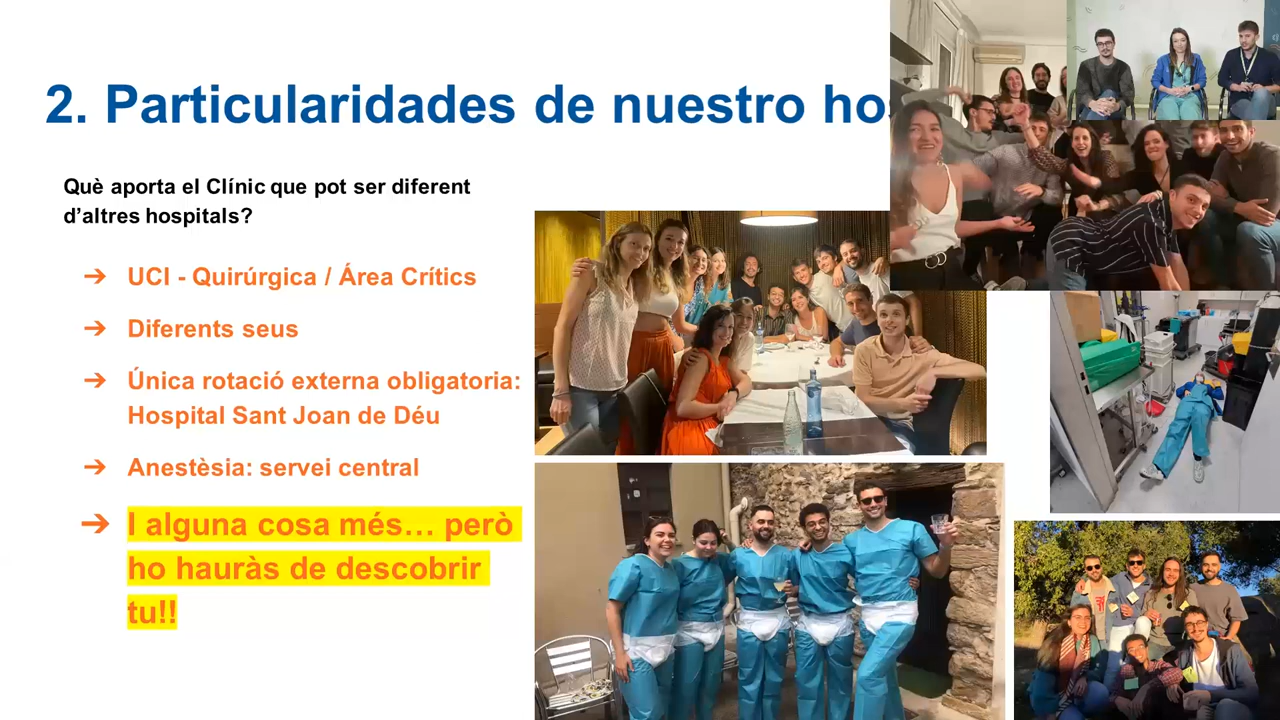 2. Particularidades de nuestro
Què aporta el Clínic que pot ser diferent
d'altres hospitals?
➔ UCI - Quirúrgica / Área Crítics
➔ Diferents seus
➔ Única rotació externa obligatoria:
Hospital Sant Joan de Déu
➔ Anestèsia: servei central
➔ I alguna cosa més… però
ho hauràs de descobrir
tu!!